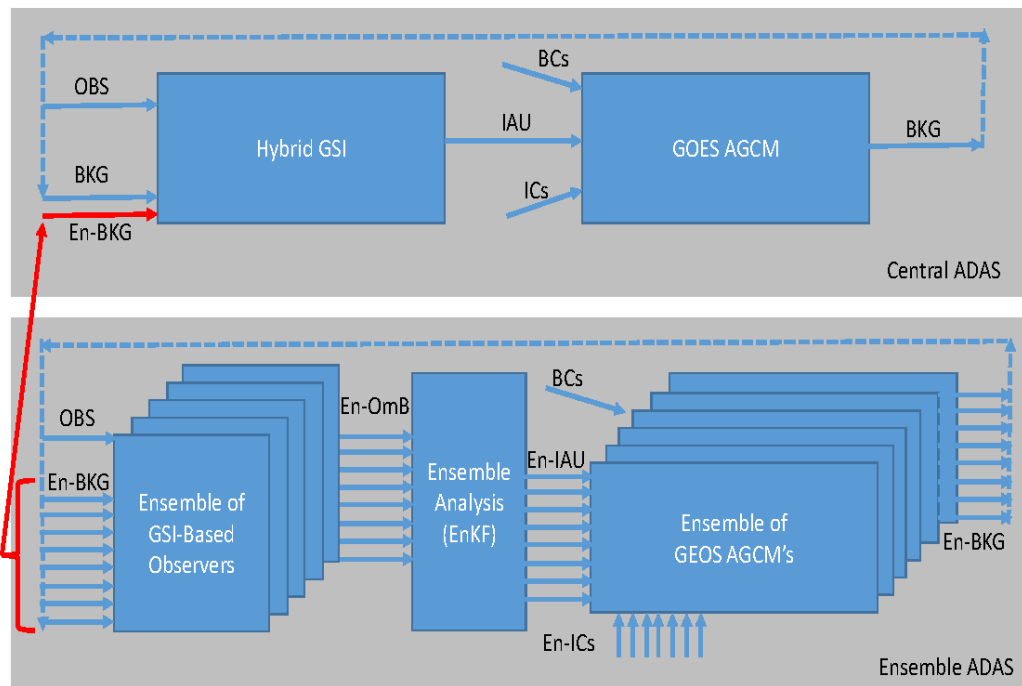 OBS
BKG
En-BKG
Hybrid GSI
IAU
BCs
ICs
GOES AGCM
BKG
Central ADAS
OBS
En-BKG
Ensemble of
GSI-Based
Observers
En-OmB
Ensemble
Analysis
(EnKF)
BCs
En-IAU
En-ICs
Ensemble of
GEOS AGCM's
En-BKG
Ensemble ADAS